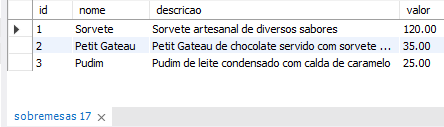 id nome descricao valor
1 Sorvete Sorvete artesanal de diversos sabores 120.00
2 Petit Gateau Petit Gateau de chocolate servido com sorvete ... 35.00
3 Pudim Pudim de leite condensado com calda de caramelo 25.00
sobremesas 17